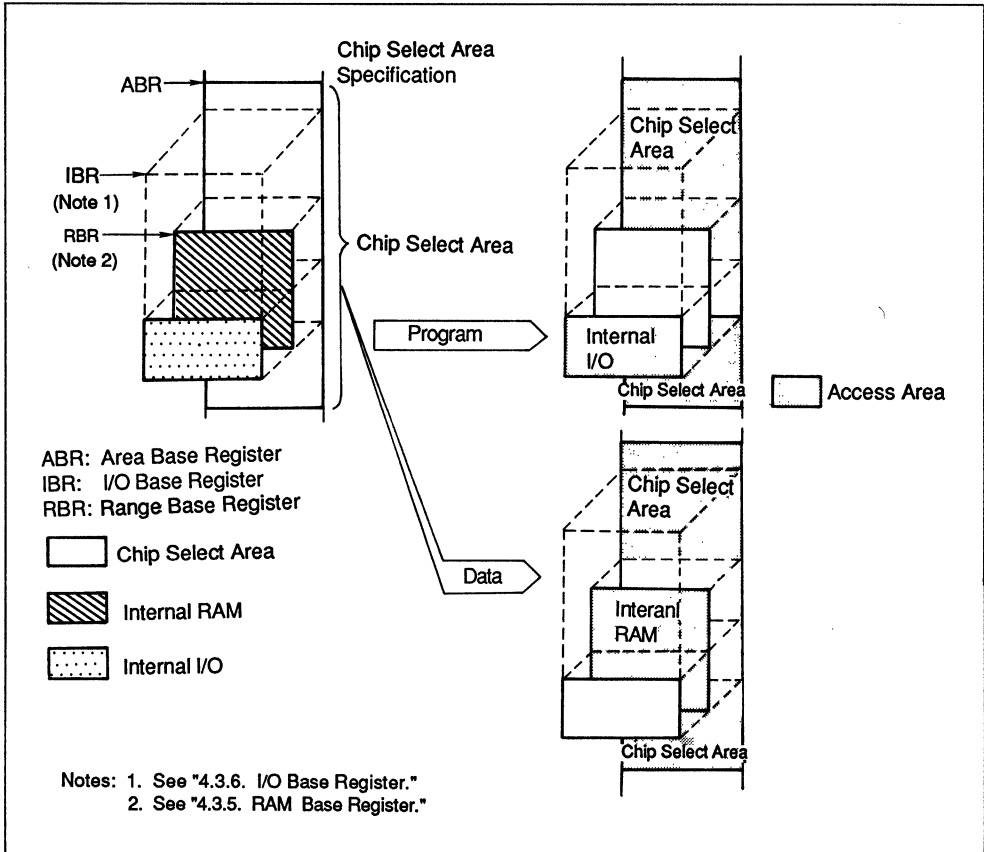 Chip Select Area
Specification
ABR
IBR
(Note 1)
RBR
(Note 2)
Chip Select Area
Program
Data
Chip Select
Area
Internal
I/O
Chip Select Area
Access Area
Chip Select
Area
Interanl
RAM
Chip Select Area
ABR: Area Base Register
IBR: I/O Base Register
RBR: Range Base Register
Chip Select Area
Internal RAM
Internal I/O
Notes: 1. See "4.3.6. I/O Base Register."
2. See "4.3.5. RAM Base Register."